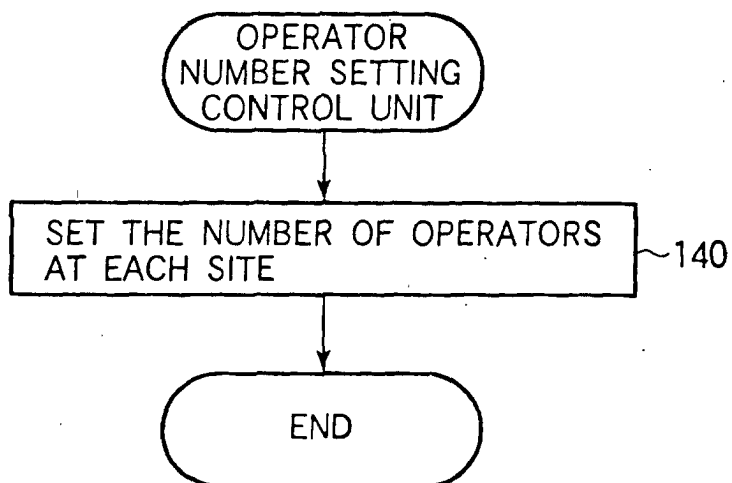 OPERATOR
NUMBER SETTING
CONTROL UNIT
SET THE NUMBER OF OPERATORS
AT EACH SITE
140
END